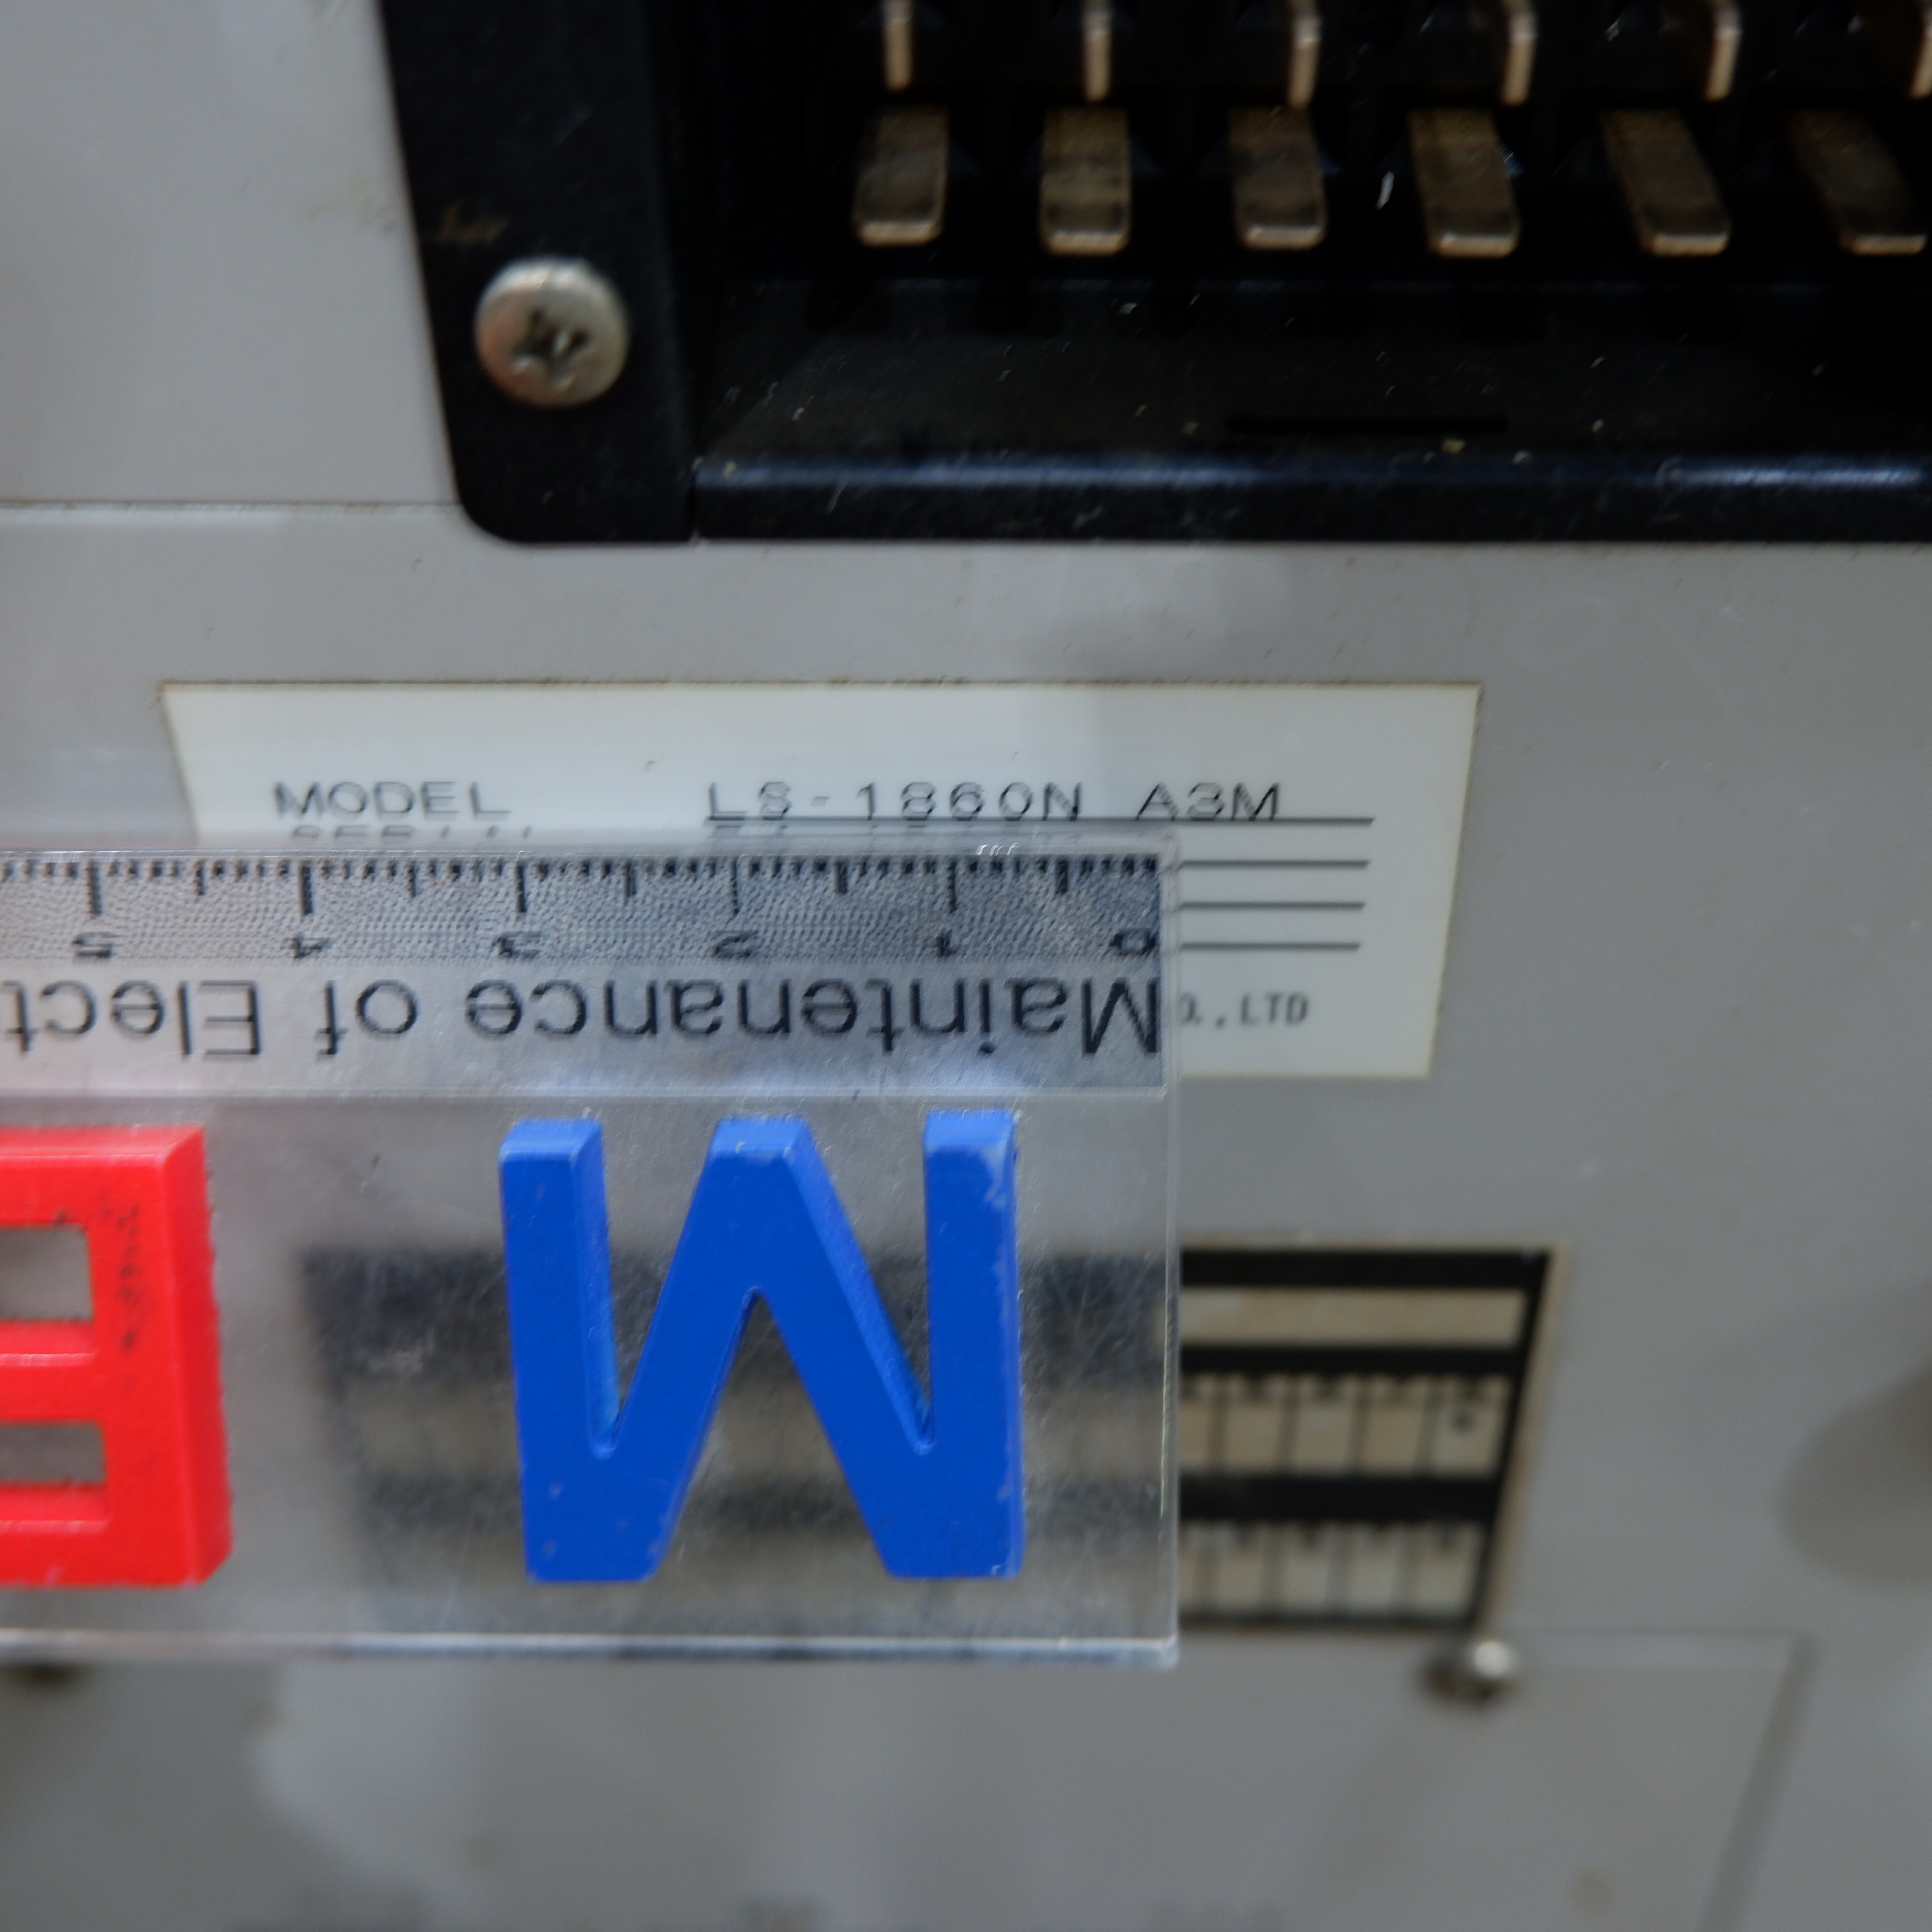 MODEL LS-1860N A3M
5 4 3 2 1 0
Maintenance of Elect
O.,LTD
M